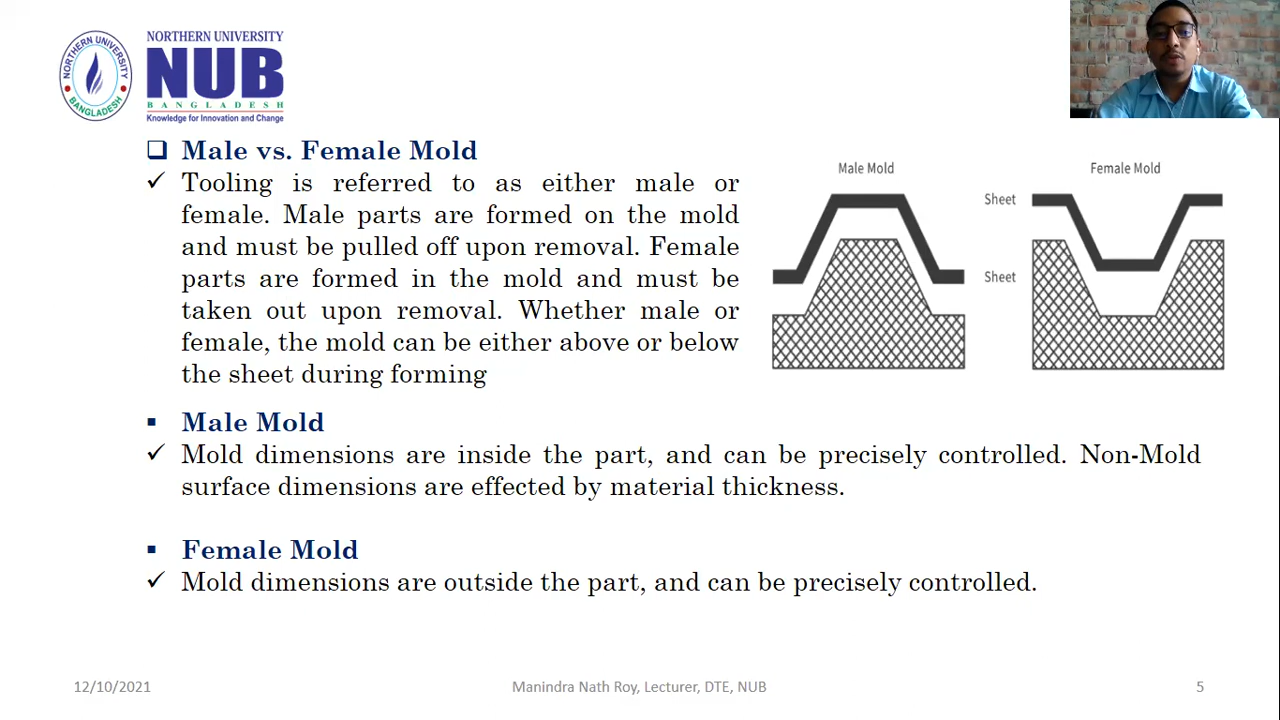 NORTHERN UNIVERSITY
BANGLADESH
NORTHERN UNIVERSITY
NUB
BANGLADESH
Knowledge for Innovation and Change
Male vs. Female Mold
Tooling is referred to as either male or
female. Male parts are formed on the mold
and must be pulled off upon removal. Female
parts are formed in the mold and must be
taken out upon removal. Whether male or
female, the mold can be either above or below
the sheet during forming
Male Mold
Female Mold
Sheet
Sheet
Male Mold
Mold dimensions are inside the part, and can be precisely controlled. Non-Mold
surface dimensions are effected by material thickness.
Female Mold
Mold dimensions are outside the part, and can be precisely controlled.
12/10/2021
Manindra Nath Roy, Lecturer, DTE, NUB
5